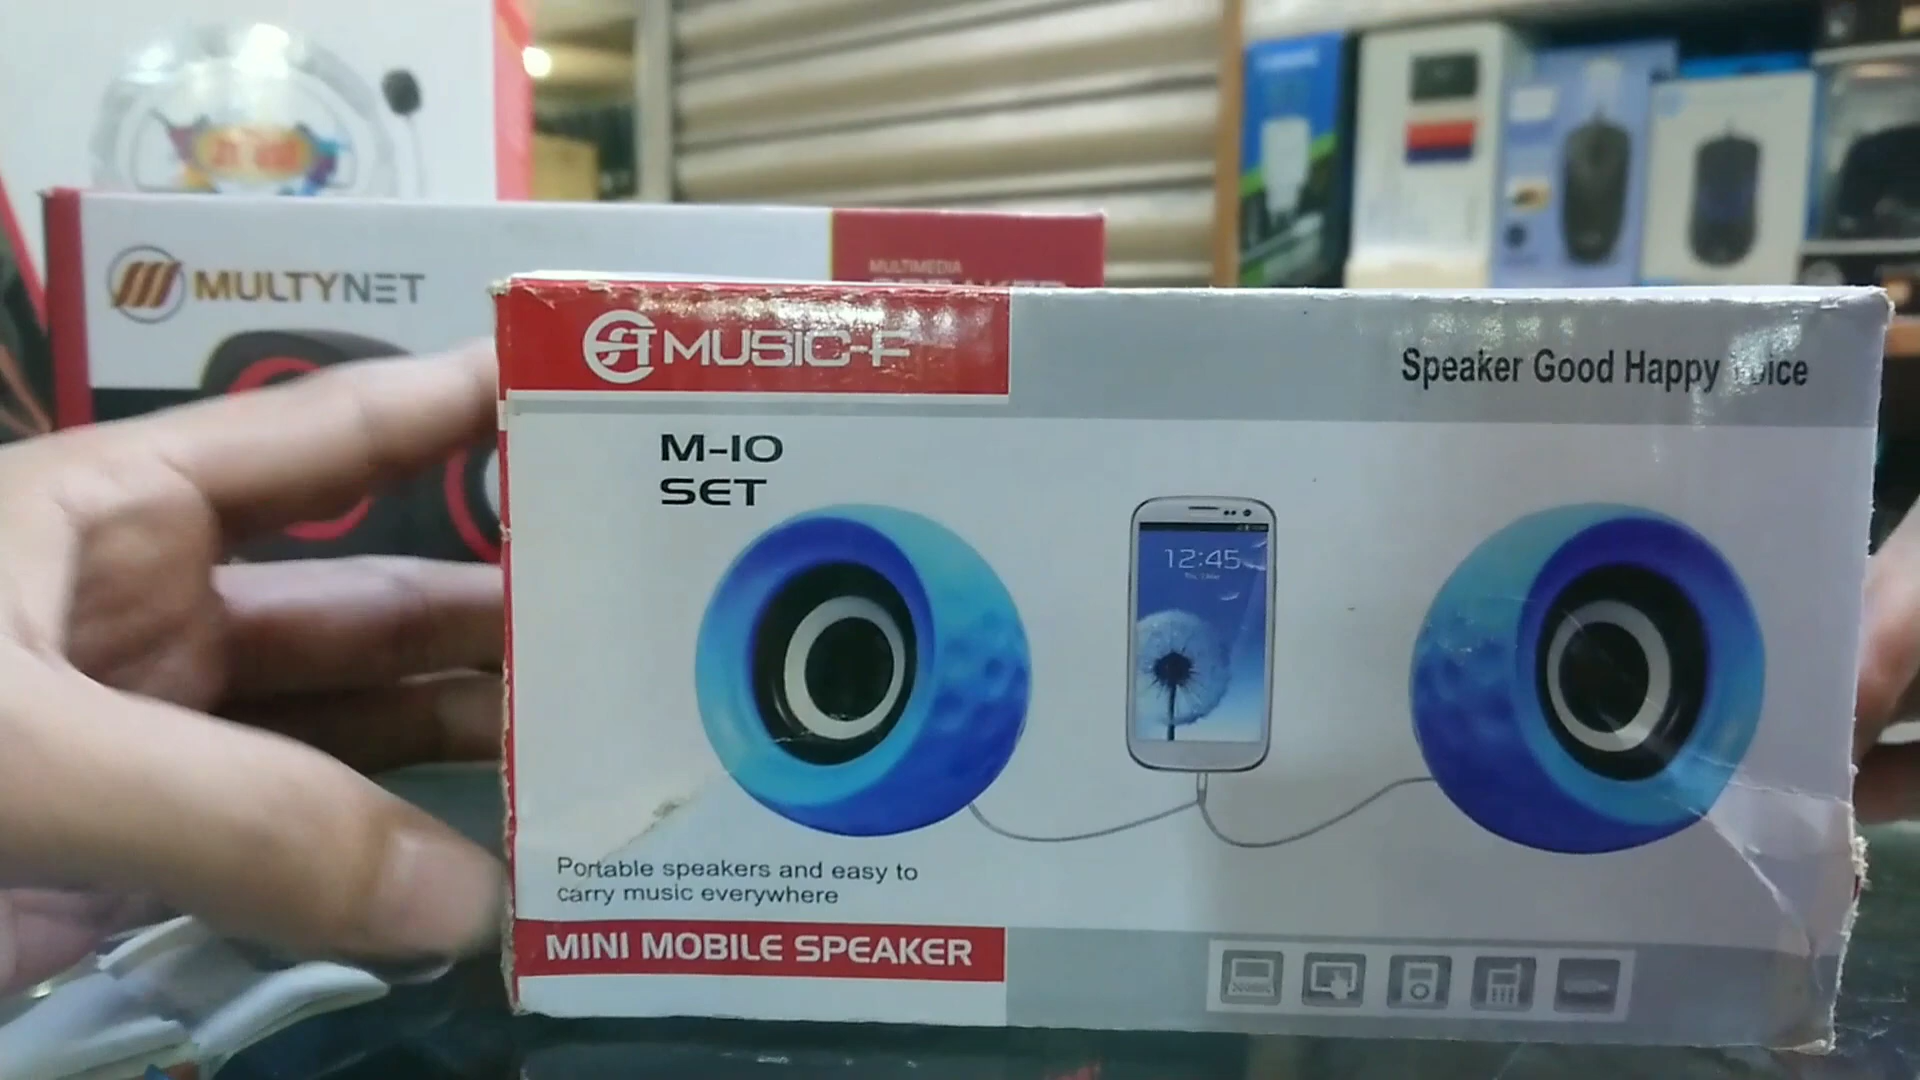 MULTYNET
MULTIMEDIA
MUSIC-F
Speaker Good Happy Voice
M-10
SET
12:45
Portable speakers and easy to
carry music everywhere
MINI MOBILE SPEAKER